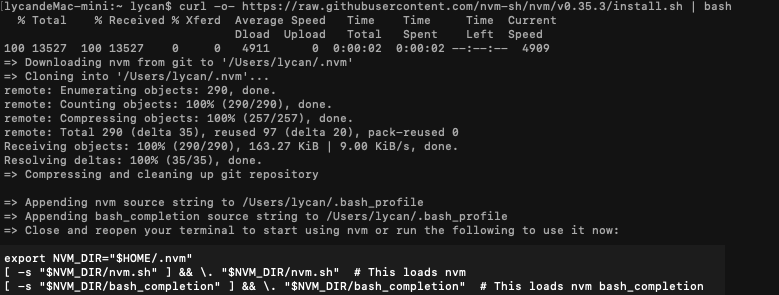 [lycandeMac-mini:~ lycan$ curl -o- https://raw.githubusercontent.com/nvm-sh/nvm/v0.35.3/install.sh | bash
  % Total    % Received % Xferd  Average Speed   Time    Time     Time  Current
                                 Dload  Upload   Total   Spent    Left  Speed
100 13527  100 13527    0     0   4911      0  0:00:02  0:00:02 --:--:--  4909
=> Downloading nvm from git to '/Users/lycan/.nvm'
=> Cloning into '/Users/lycan/.nvm'...
remote: Enumerating objects: 290, done.
remote: Counting objects: 100% (290/290), done.
remote: Compressing objects: 100% (257/257), done.
remote: Total 290 (delta 35), reused 97 (delta 20), pack-reused 0
Receiving objects: 100% (290/290), 163.27 KiB | 9.00 KiB/s, done.
Resolving deltas: 100% (35/35), done.
=> Compressing and cleaning up git repository

=> Appending nvm source string to /Users/lycan/.bash_profile
=> Appending bash_completion source string to /Users/lycan/.bash_profile
=> Close and reopen your terminal to start using nvm or run the following to use it now:

export NVM_DIR="$HOME/.nvm"
[ -s "$NVM_DIR/nvm.sh" ] && \. "$NVM_DIR/nvm.sh"  # This loads nvm
[ -s "$NVM_DIR/bash_completion" ] && \. "$NVM_DIR/bash_completion"  # This loads nvm bash_completion